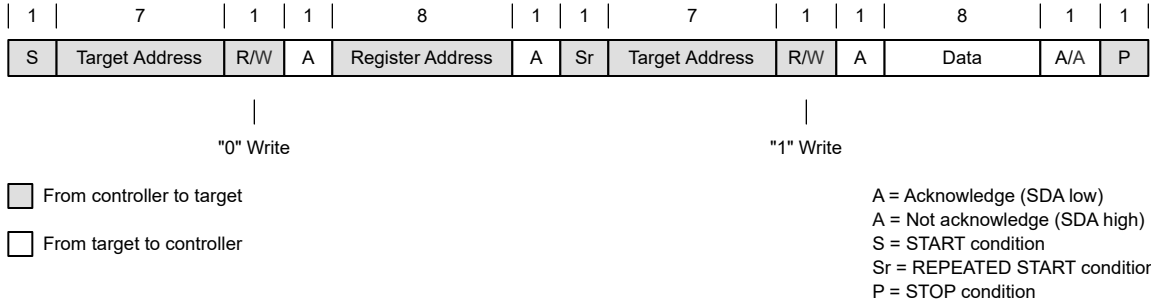 1 7 1 1 8 1 1 7 1 1 8 1 1
S Target Address R/W A Register Address A Sr Target Address R/W A Data A/A P
"0" Write "1" Write
From controller to target
From target to controller
A = Acknowledge (SDA low)
A = Not acknowledge (SDA high)
S = START condition
Sr = REPEATED START condition
P = STOP condition